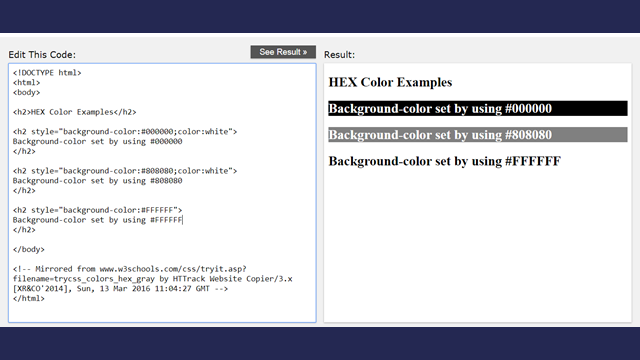 Edit This Code:
See Result »
<!DOCTYPE html>
<html>
<body>
<h2>HEX Color Examples</h2>
<h2 style="background-color:#000000;color:white">
Background-color set by using #000000
</h2>
<h2 style="background-color:#808080;color:white">
Background-color set by using #808080
</h2>
<h2 style="background-color:#FFFFFF">
Background-color set by using #FFFFFF
</h2>
</body>
<!-- Mirrored from www.w3schools.com/css/tryit.asp?
filename=trycss_colors_hex_gray by HTTrack Website Copier/3.x
[XR&CO'2014], Sun, 13 Mar 2016 11:04:27 GMT -->
</html>
Result:
HEX Color Examples
Background-color set by using #000000
Background-color set by using #808080
Background-color set by using #FFFFFF